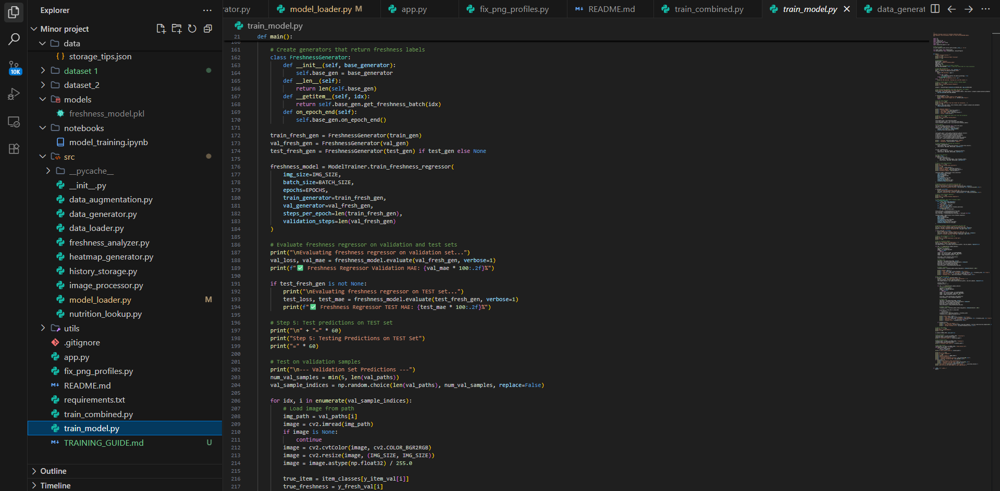 Explorer
Minor project
data
storage_tips.json
dataset 1
dataset_2
models
freshness_model.pkl
notebooks
model_training.ipynb
src
__pycache__
__init__.py
data_augmentation.py
data_generator.py
data_loader.py
freshness_analyzer.py
heatmap_generator.py
history_storage.py
image_processor.py
model_loader.py M
nutrition_lookup.py
utils
.gitignore
app.py
fix_png_profiles.py
README.md
requirements.txt
train_combined.py
train_model.py
TRAINING_GUIDE.md U
Outline
Timeline
10K
rator.py model_loader.py M app.py fix_png_profiles.py README.md train_combined.py train_model.py data_generat
train_model.py
21 def main():
160
161 # Create generators that return freshness labels
162 class FreshnessGenerator:
163 def __init__(self, base_generator):
164 self.base_gen = base_generator
165 def __len__(self):
166 return len(self.base_gen)
167 def __getitem__(self, idx):
168 return self.base_gen.get_freshness_batch(idx)
169 def on_epoch_end(self):
170 self.base_gen.on_epoch_end()
171
172 train_fresh_gen = FreshnessGenerator(train_gen)
173 val_fresh_gen = FreshnessGenerator(val_gen)
174 test_fresh_gen = FreshnessGenerator(test_gen) if test_gen else None
175
176 freshness_model = ModelTrainer.train_freshness_regressor(
177 img_size=IMG_SIZE,
178 batch_size=BATCH_SIZE,
179 epochs=EPOCHS,
180 train_generator=train_fresh_gen,
181 val_generator=val_fresh_gen,
182 steps_per_epoch=len(train_fresh_gen),
183 validation_steps=len(val_fresh_gen)
184 )
185
186 # Evaluate freshness regressor on validation and test sets
187 print("\nEvaluating freshness regressor on validation set...")
188 val_loss, val_mae = freshness_model.evaluate(val_fresh_gen, verbose=1)
189 print(f"✅ Freshness Regressor Validation MAE: {val_mae * 100:.2f}%")
190
191 if test_fresh_gen is not None:
192 print("\nEvaluating freshness regressor on TEST set...")
193 test_loss, test_mae = freshness_model.evaluate(test_fresh_gen, verbose=1)
194 print(f"✅ Freshness Regressor TEST MAE: {test_mae * 100:.2f}%")
195
196 # Step 5: Test predictions on TEST set
197 print("\n" + "=" * 60)
198 print("Step 5: Testing Predictions on TEST Set")
199 print("=" * 60)
200
201 # Test on validation samples
202 print("\n--- Validation Set Predictions ---")
203 num_val_samples = min(5, len(val_paths))
204 val_sample_indices = np.random.choice(len(val_paths), num_val_samples, replace=False)
205
206 for idx, i in enumerate(val_sample_indices):
207 # Load image from path
208 img_path = val_paths[i]
209 image = cv2.imread(img_path)
210 if image is None:
211 continue
212 image = cv2.cvtColor(image, cv2.COLOR_BGR2RGB)
213 image = cv2.resize(image, (IMG_SIZE, IMG_SIZE))
214 image = image.astype(np.float32) / 255.0
215
216 true_item = item_classes[y_item_val[i]]
217 true_freshness = y_fresh_val[i]